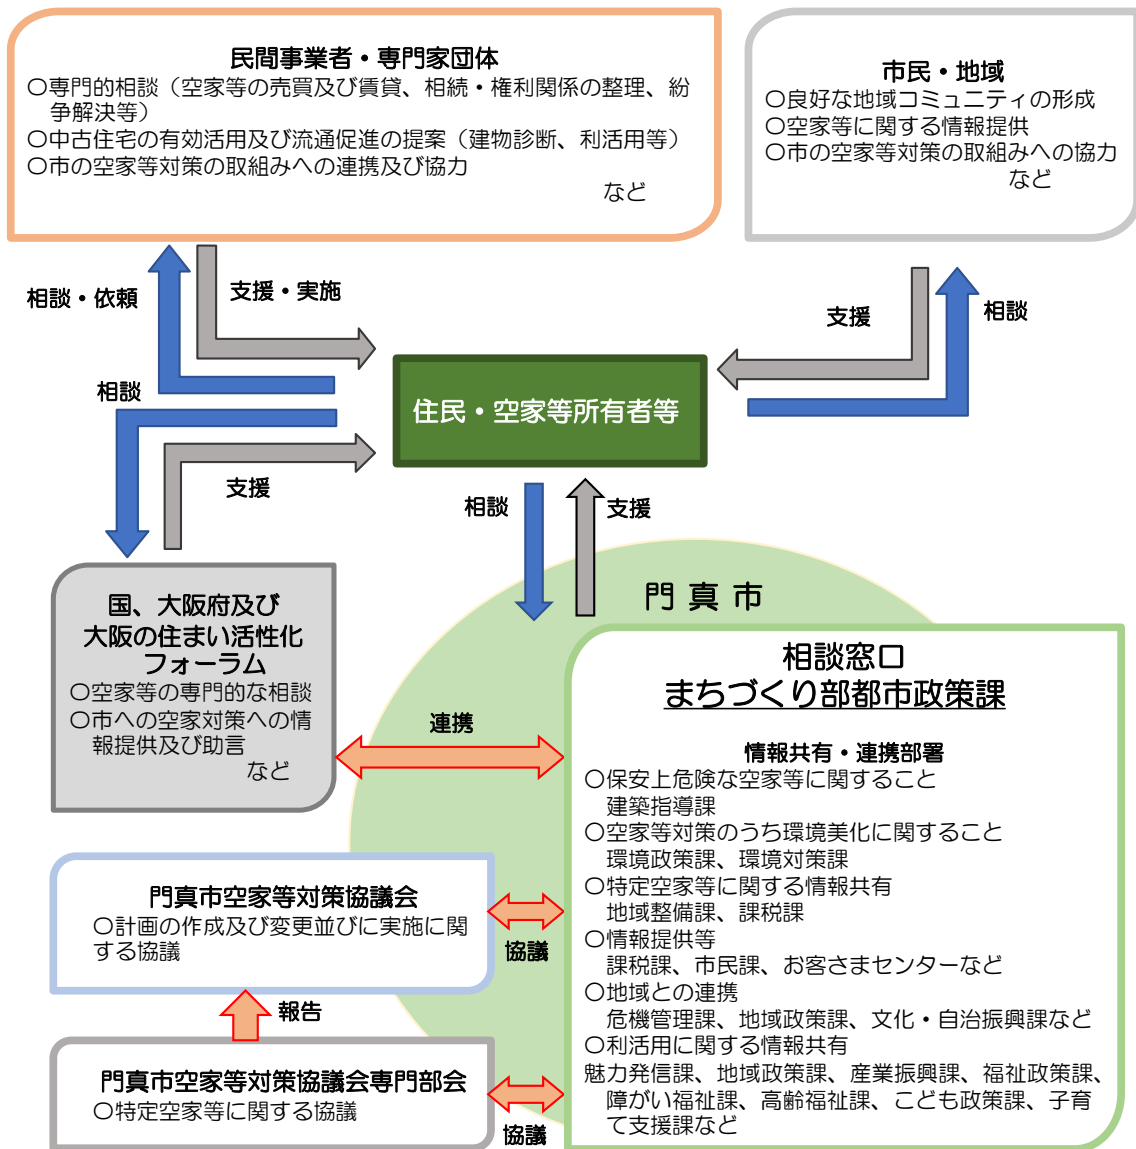 民間事業者・専門家団体
〇専門的相談（空家等の売買及び賃貸、相続・権利関係の整理、紛
争解決等）
〇中古住宅の有効活用及び流通促進の提案（建物診断、利活用等）
〇市の空家等対策の取組みへの連携及び協力
など
市民・地域
〇良好な地域コミュニティの形成
〇空家等に関する情報提供
〇市の空家等対策の取組みへの協力
など
相談・依頼
支援・実施
支援
相談
相談
住民・空家等所有者等
支援
相談
支援
門 真 市
国、大阪府及び
大阪の住まい活性化
フォーラム
〇空家等の専門的な相談
〇市への空家対策への情
報提供及び助言
など
連携
相談窓口
まちづくり部都市政策課
情報共有・連携部署
〇保安上危険な空家等に関すること
建築指導課
〇空家等対策のうち環境美化に関すること
環境政策課、環境対策課
〇特定空家等に関する情報共有
地域整備課、課税課
〇情報提供等
課税課、市民課、お客さまセンターなど
〇地域との連携
危機管理課、地域政策課、文化・自治振興課など
〇利活用に関する情報共有
魅力発信課、地域政策課、産業振興課、福祉政策課、
障がい福祉課、高齢福祉課、こども政策課、子育
て支援課など
門真市空家等対策協議会
〇計画の作成及び変更並びに実施に関
する協議
協議
報告
門真市空家等対策協議会専門部会
〇特定空家等に関する協議
協議